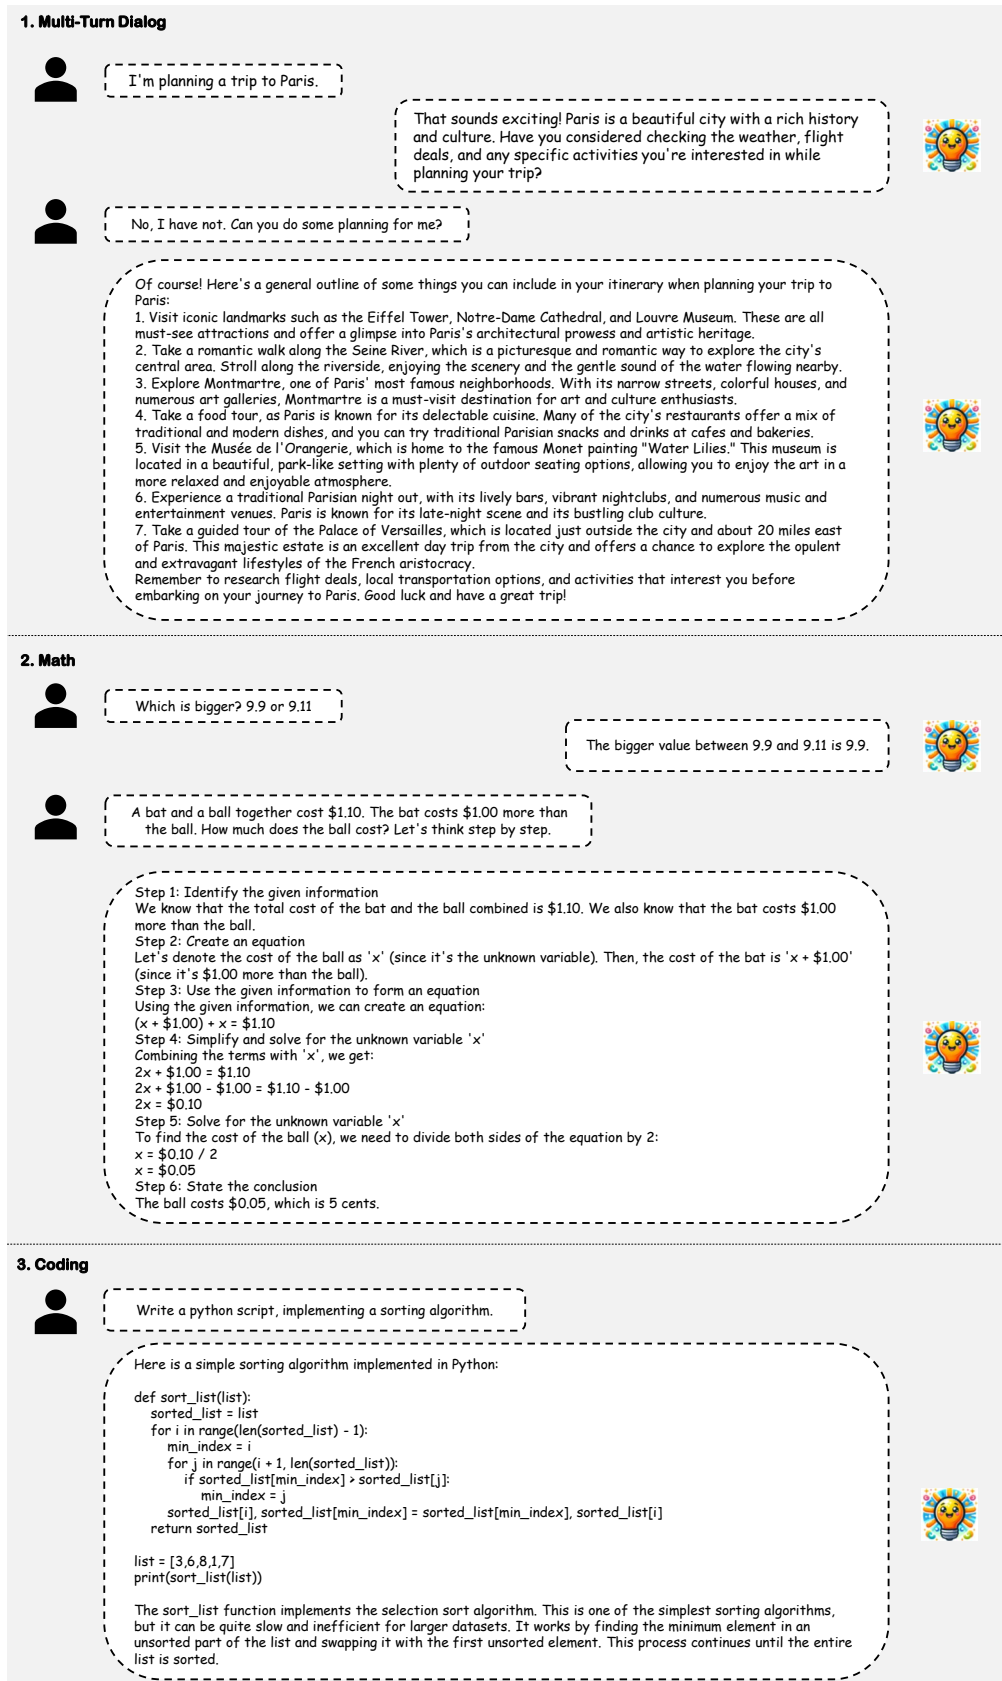 1. Multi-Turn Dialog
I'm planning a trip to Paris.
That sounds exciting! Paris is a beautiful city with a rich history
and culture. Have you considered checking the weather, flight
deals, and any specific activities you're interested in while
planning your trip?
No, I have not. Can you do some planning for me?
Of course! Here's a general outline of some things you can include in your itinerary when planning your trip to
Paris:
1. Visit iconic landmarks such as the Eiffel Tower, Notre-Dame Cathedral, and Louvre Museum. These are all
must-see attractions and offer a glimpse into Paris's architectural prowess and artistic heritage.
2. Take a romantic walk along the Seine River, which is a picturesque and romantic way to explore the city's
central area. Stroll along the riverside, enjoying the scenery and the gentle sound of the water flowing nearby.
3. Explore Montmartre, one of Paris' most famous neighborhoods. With its narrow streets, colorful houses, and
numerous art galleries, Montmartre is a must-visit destination for art and culture enthusiasts.
4. Take a food tour, as Paris is known for its delectable cuisine. Many of the city's restaurants offer a mix of
traditional and modern dishes, and you can try traditional Parisian snacks and drinks at cafes and bakeries.
5. Visit the Musée de l'Orangerie, which is home to the famous Monet painting "Water Lilies." This museum is
located in a beautiful, park-like setting with plenty of outdoor seating options, allowing you to enjoy the art in a
more relaxed and enjoyable atmosphere.
6. Experience a traditional Parisian night out, with its lively bars, vibrant nightclubs, and numerous music and
entertainment venues. Paris is known for its late-night scene and its bustling club culture.
7. Take a guided tour of the Palace of Versailles, which is located just outside the city and about 20 miles east
of Paris. This majestic estate is an excellent day trip from the city and offers a chance to explore the opulent
and extravagant lifestyles of the French aristocracy.
Remember to research flight deals, local transportation options, and activities that interest you before
embarking on your journey to Paris. Good luck and have a great trip!
2. Math
Which is bigger? 9.9 or 9.11
The bigger value between 9.9 and 9.11 is 9.9.
A bat and a ball together cost $1.10. The bat costs $1.00 more than
the ball. How much does the ball cost? Let's think step by step.
Step 1: Identify the given information
We know that the total cost of the bat and the ball combined is $1.10. We also know that the bat costs $1.00
more than the ball.
Step 2: Create an equation
Let's denote the cost of the ball as 'x' (since it's the unknown variable). Then, the cost of the bat is 'x + $1.00'
(since it's $1.00 more than the ball).
Step 3: Use the given information to form an equation
Using the given information, we can create an equation:
(x + $1.00) + x = $1.10
Step 4: Simplify and solve for the unknown variable 'x'
Combining the terms with 'x', we get:
2x + $1.00 = $1.10
2x + $1.00 - $1.00 = $1.10 - $1.00
2x = $0.10
Step 5: Solve for the unknown variable 'x'
To find the cost of the ball (x), we need to divide both sides of the equation by 2:
x = $0.10 / 2
x = $0.05
Step 6: State the conclusion
The ball costs $0.05, which is 5 cents.
3. Coding
Write a python script, implementing a sorting algorithm.
Here is a simple sorting algorithm implemented in Python:
def sort_list(list):
sorted_list = list
for i in range(len(sorted_list) - 1):
min_index = i
for j in range(i + 1, len(sorted_list)):
if sorted_list[min_index] > sorted_list[j]:
min_index = j
sorted_list[i], sorted_list[min_index] = sorted_list[min_index], sorted_list[i]
return sorted_list
list = [3,6,8,1,7]
print(sort_list(list))
The sort_list function implements the selection sort algorithm. This is one of the simplest sorting algorithms,
but it can be quite slow and inefficient for larger datasets. It works by finding the minimum element in an
unsorted part of the list and swapping it with the first unsorted element. This process continues until the entire
list is sorted.